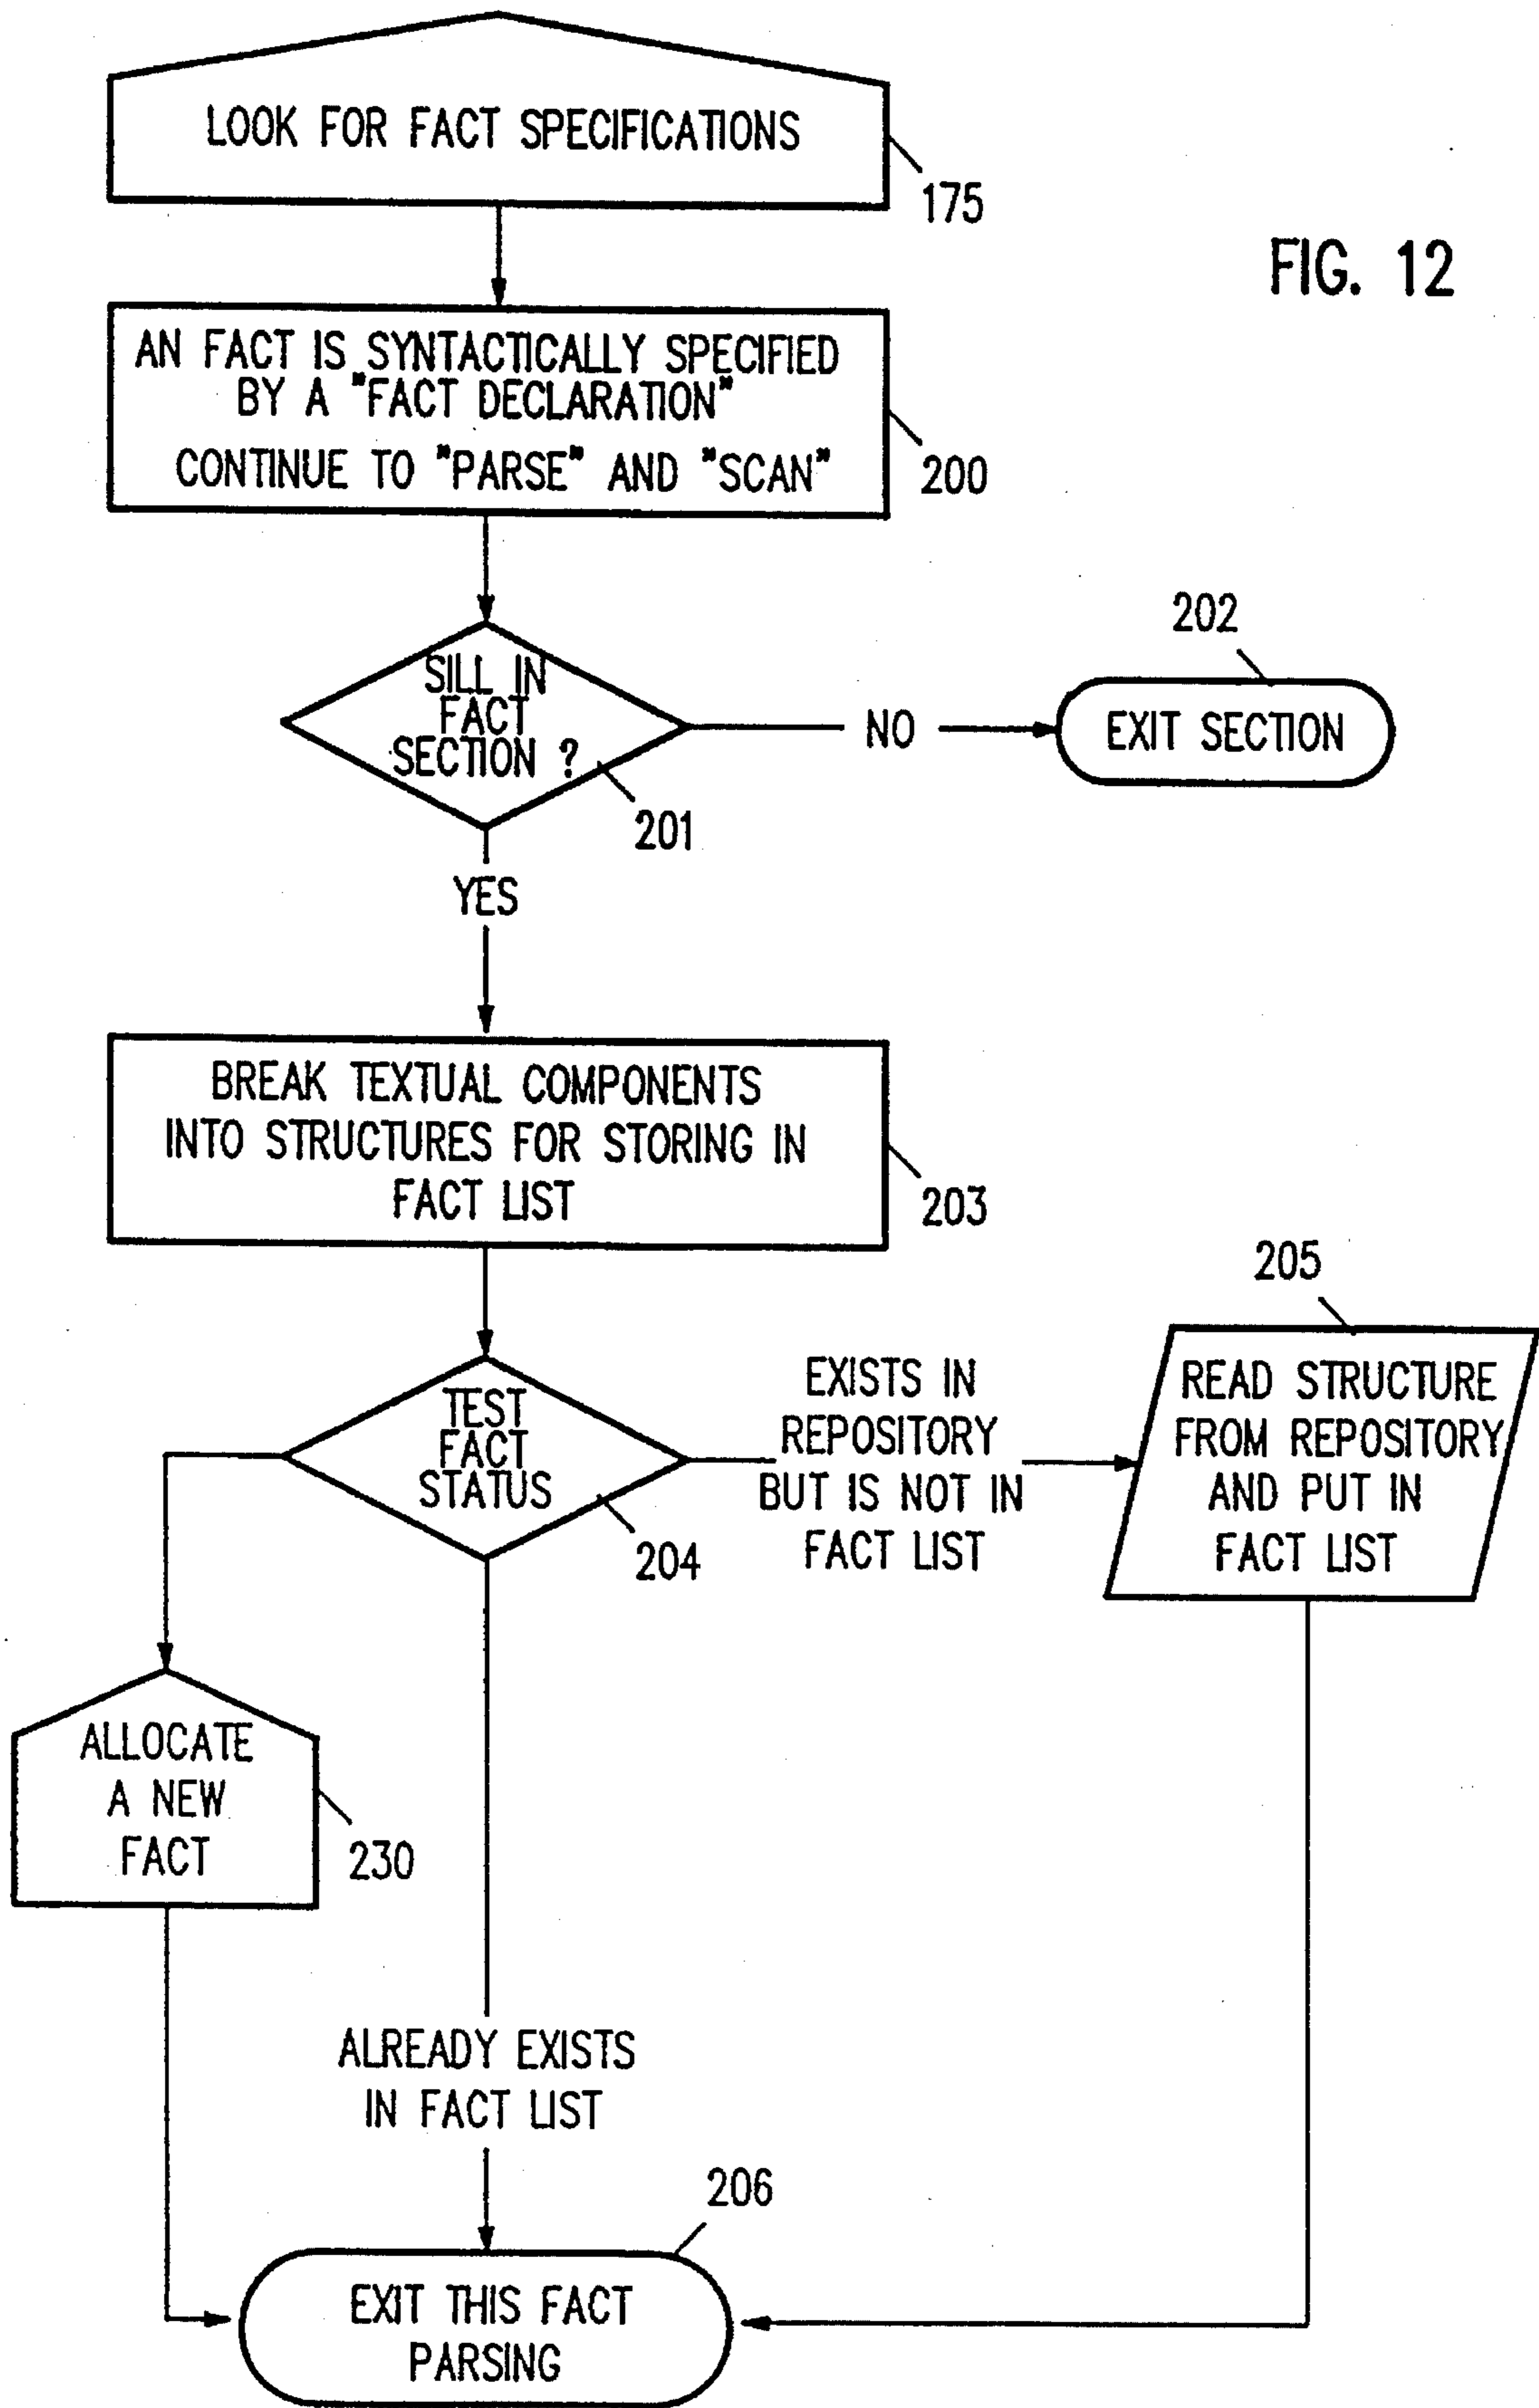 LOOK FOR FACT SPECIFICATIONS
175
FIG. 12
AN FACT IS SYNTACTICALLY SPECIFIED
BY A "FACT DECLARATION"
CONTINUE TO "PARSE" AND "SCAN"
200
SILL IN
FACT
SECTION ?
201
NO
202
EXIT SECTION
YES
BREAK TEXTUAL COMPONENTS
INTO STRUCTURES FOR STORING IN
FACT LIST
203
TEST
FACT
STATUS
204
EXISTS IN
REPOSITORY
BUT IS NOT IN
FACT LIST
205
READ STRUCTURE
FROM REPOSITORY
AND PUT IN
FACT LIST
ALLOCATE
A NEW
FACT
230
ALREADY EXISTS
IN FACT LIST
206
EXIT THIS FACT
PARSING